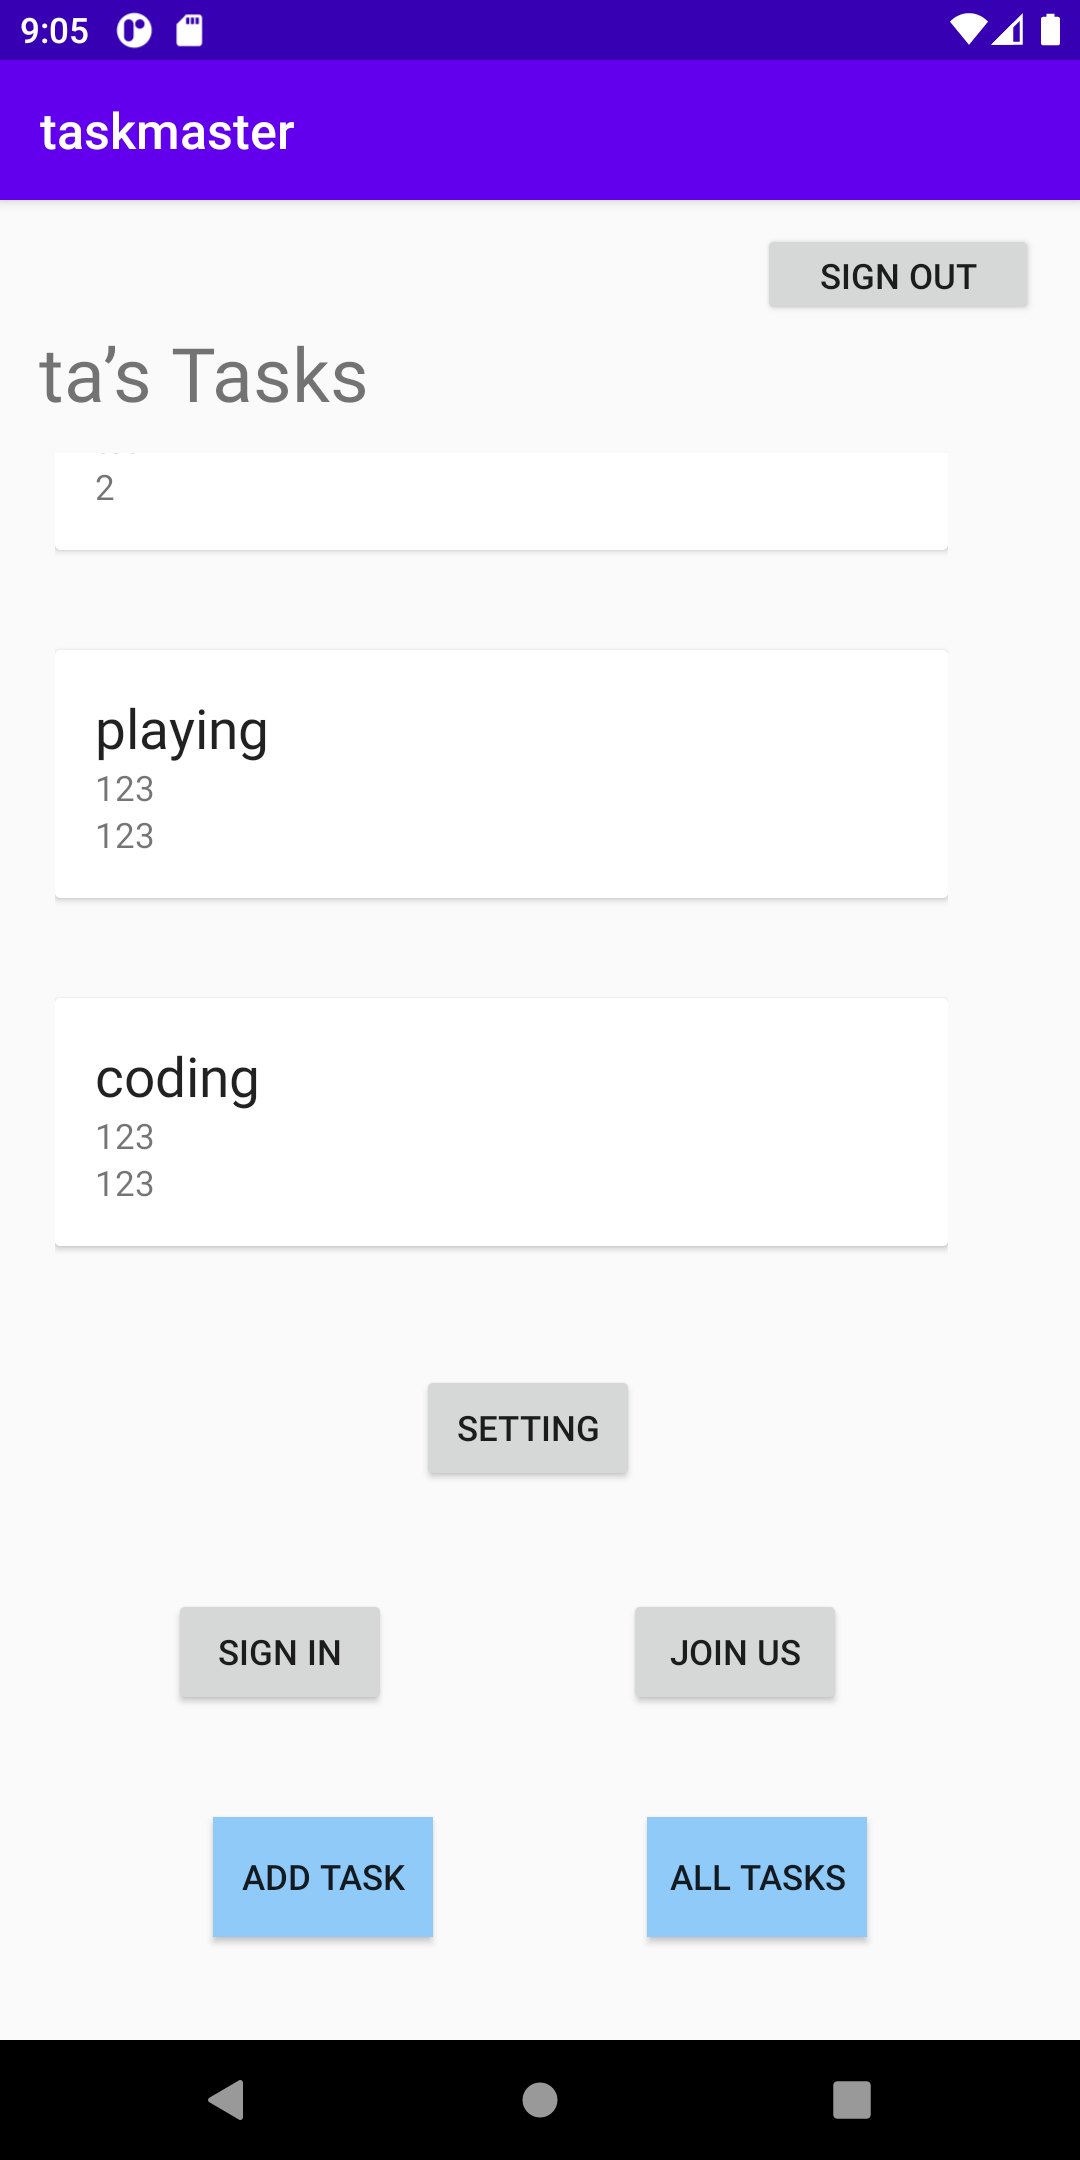 9:05
taskmaster
SIGN OUT
ta’s Tasks
2
playing
123
123
coding
123
123
SETTING
SIGN IN
JOIN US
ADD TASK
ALL TASKS